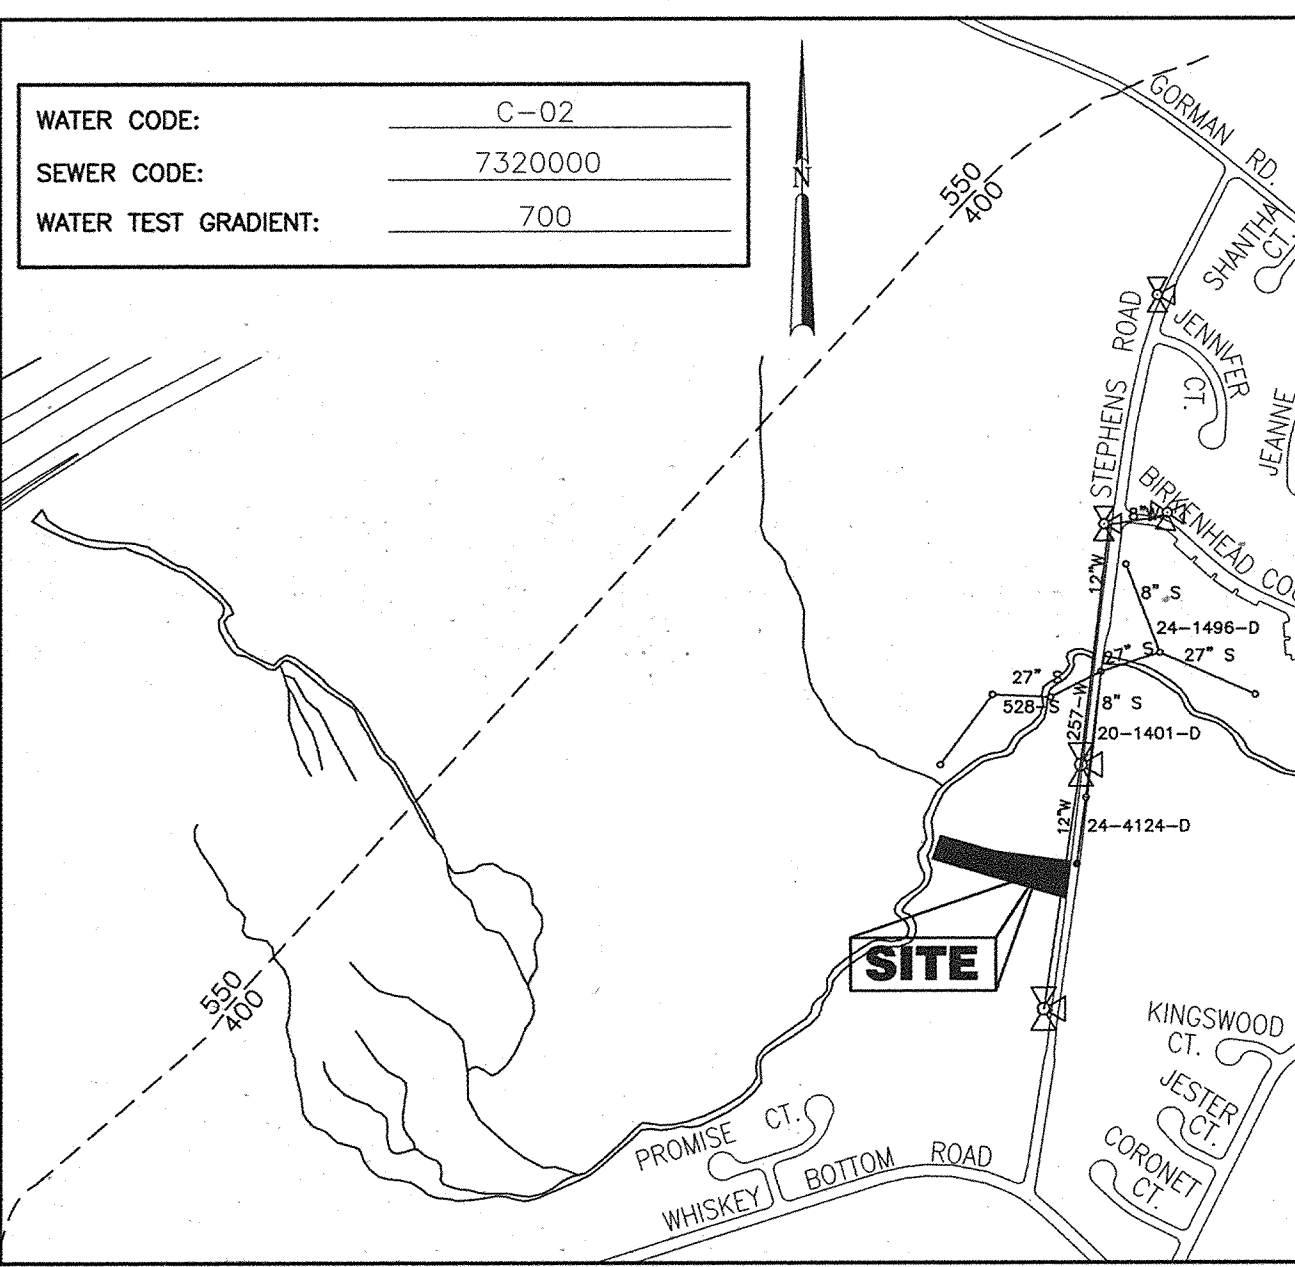 WATER CODE: C-02
SEWER CODE: 7320000
WATER TEST GRADIENT: 700
N
GORMAN RD.
550
400
SHANTHA
CT.
STEPHENS ROAD
JENNIFER
CT.
JEANNE
BIRKENHEAD COU
8"W
12"W
8" S
24-1496-D
27" S
27" S
27" S
528-S
257-W
8" S
20-1401-D
12"W
24-4124-D
SITE
550
400
KINGSWOOD
CT.
JESTER
CT.
CORONET
CT.
PROMISE CT.
WHISKEY BOTTOM ROAD